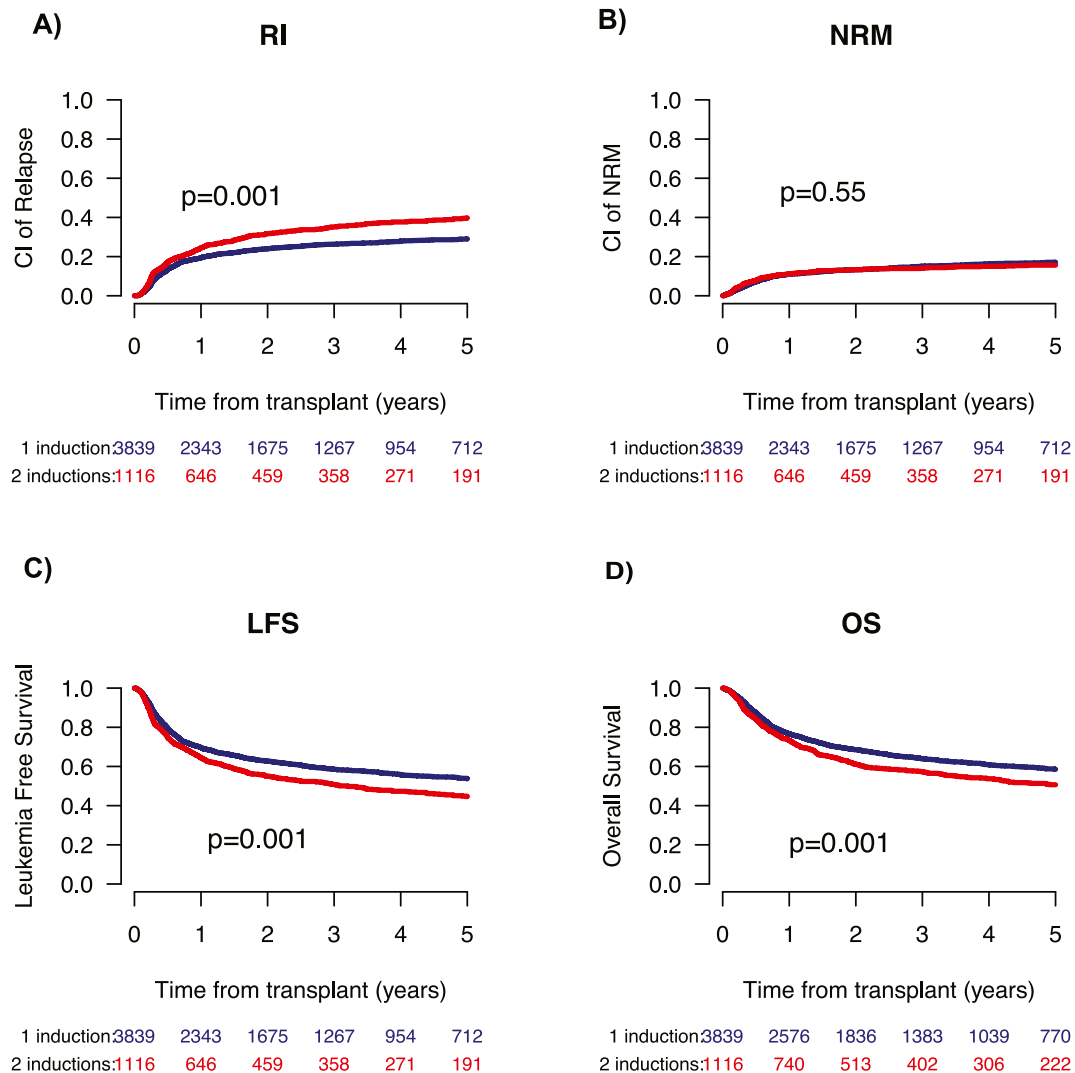 A)
RI
CI of Relapse
1.0
0.8
0.6
0.4
0.2
0.0
p=0.001
0 1 2 3 4 5
Time from transplant (years)
1 induction:3839 2343 1675 1267 954 712
2 inductions:1116 646 459 358 271 191
B)
NRM
CI of NRM
1.0
0.8
0.6
0.4
0.2
0.0
p=0.55
0 1 2 3 4 5
Time from transplant (years)
1 induction:3839 2343 1675 1267 954 712
2 inductions:1116 646 459 358 271 191
C)
LFS
Leukemia Free Survival
1.0
0.8
0.6
0.4
0.2
0.0
p=0.001
0 1 2 3 4 5
Time from transplant (years)
1 induction:3839 2343 1675 1267 954 712
2 inductions:1116 646 459 358 271 191
D)
OS
Overall Survival
1.0
0.8
0.6
0.4
0.2
0.0
p=0.001
0 1 2 3 4 5
Time from transplant (years)
1 induction:3839 2576 1836 1383 1039 770
2 inductions:1116 740 513 402 306 222